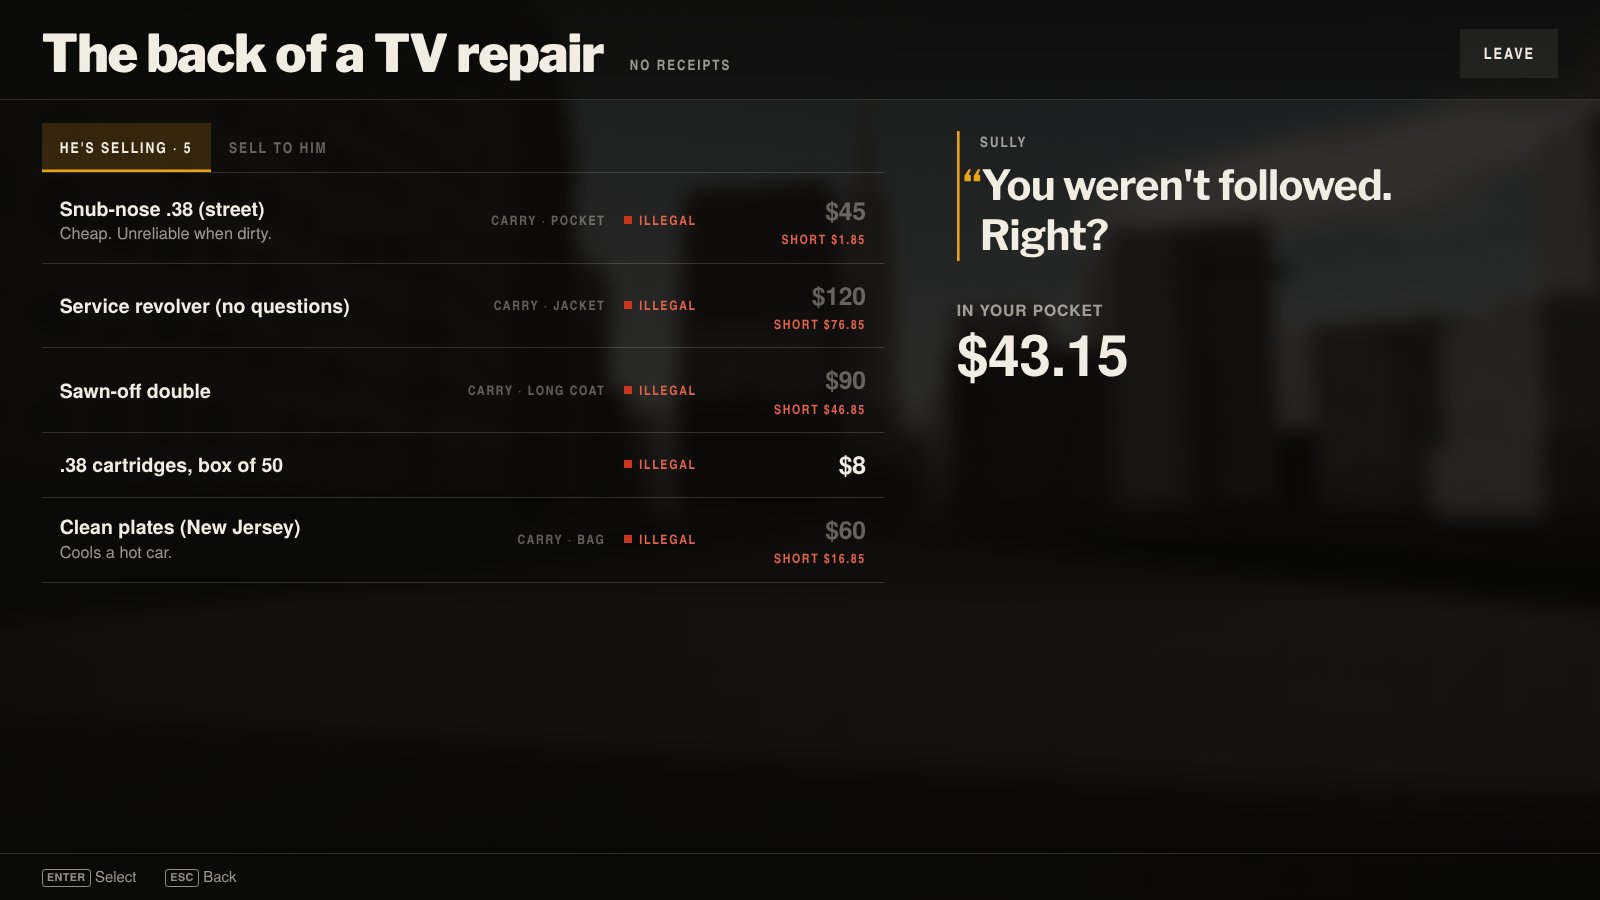 The back of a TV repair
NO RECEIPTS
LEAVE
HE'S SELLING · 5
SELL TO HIM
Snub-nose .38 (street)
Cheap. Unreliable when dirty.
CARRY · POCKET
ILLEGAL
$45
SHORT $1.85
Service revolver (no questions)
CARRY · JACKET
ILLEGAL
$120
SHORT $76.85
Sawn-off double
CARRY · LONG COAT
ILLEGAL
$90
SHORT $46.85
.38 cartridges, box of 50
ILLEGAL
$8
Clean plates (New Jersey)
Cools a hot car.
CARRY · BAG
ILLEGAL
$60
SHORT $16.85
SULLY
“You weren't followed.
Right?
IN YOUR POCKET
$43.15
ENTER Select
ESC Back